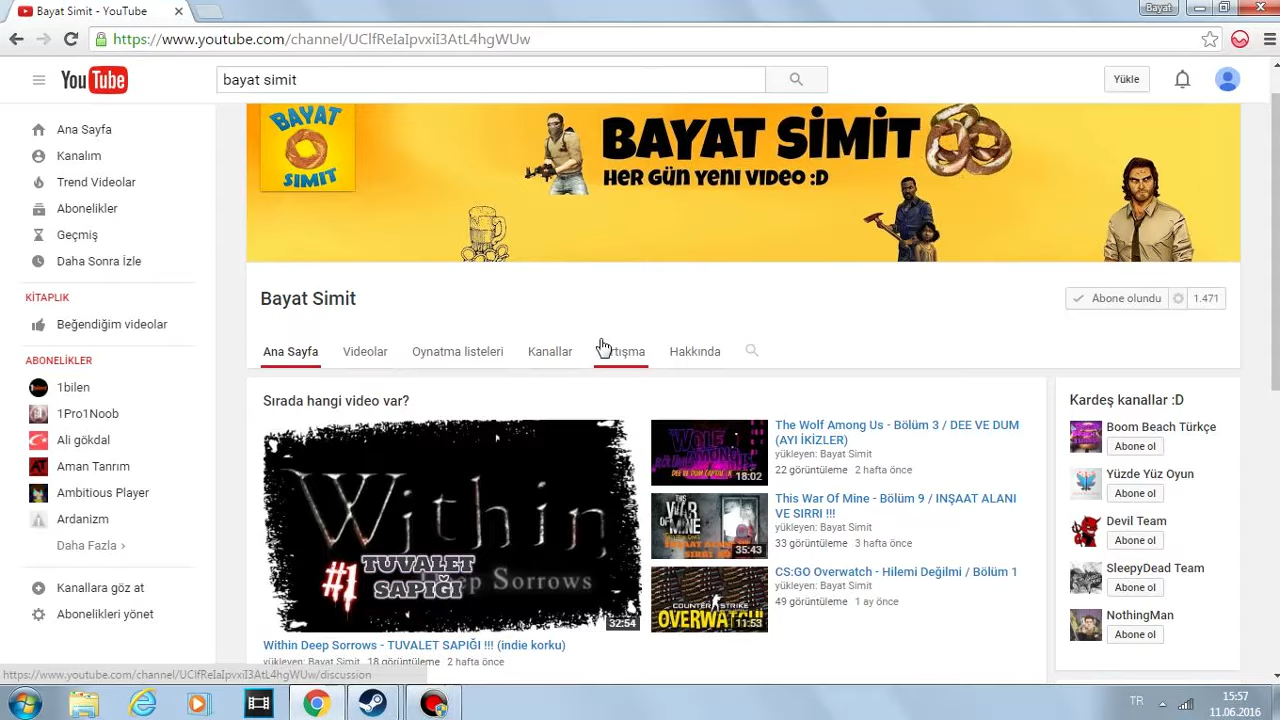 Bayat Simit - YouTube
Bayat
https://www.youtube.com/channel/UClfReIaIpvxiI3AtL4hgWUw
YouTube
bayat simit
Yükle
Ana Sayfa
Kanalım
Trend Videolar
Abonelikler
Geçmiş
Daha Sonra İzle
KİTAPLIK
Beğendiğim videolar
ABONELİKLER
1bilen
1Pro1Noob
Ali gökdal
Aman Tanrım
Ambitious Player
Ardanizm
Daha Fazla ›
Kanallara göz at
Abonelikleri yönet
BAYAT
SİMİT
BAYAT SİMİT
HER GÜN YENİ VIDEO :D
Bayat Simit
Abone olundu
1.471
Ana Sayfa
Videolar
Oynatma listeleri
Kanallar
Hakkında
Sırada hangi video var?
Within
Deep Sorrows
#1 TUVALET
SAPIĞI
32:54
Within Deep Sorrows - TUVALET SAPIĞI !!! (indie korku)
yükleyen: Bayat Simit
18 görüntüleme
2 hafta önce
18:02
The Wolf Among Us - Bölüm 3 / DEE VE DUM
(AYI İKİZLER)
yükleyen: Bayat Simit
22 görüntüleme
2 hafta önce
35:43
This War Of Mine - Bölüm 9 / INŞAAT ALANI
VE SIRRI !!!
yükleyen: Bayat Simit
33 görüntüleme
3 hafta önce
COUNTER STRIKE
OVERWATCH
11:53
CS:GO Overwatch - Hilemi Değilmi / Bölüm 1
yükleyen: Bayat Simit
49 görüntüleme
1 ay önce
Kardeş kanallar :D
Boom Beach Türkçe
Abone ol
Yüzde Yüz Oyun
Abone ol
Devil Team
Abone ol
SleepyDead Team
Abone ol
NothingMan
Abone ol
https://www.youtube.com/channel/UClfReIaIpvxiI3AtL4hgWUw/discussion
TR
15:57
11.06.2016